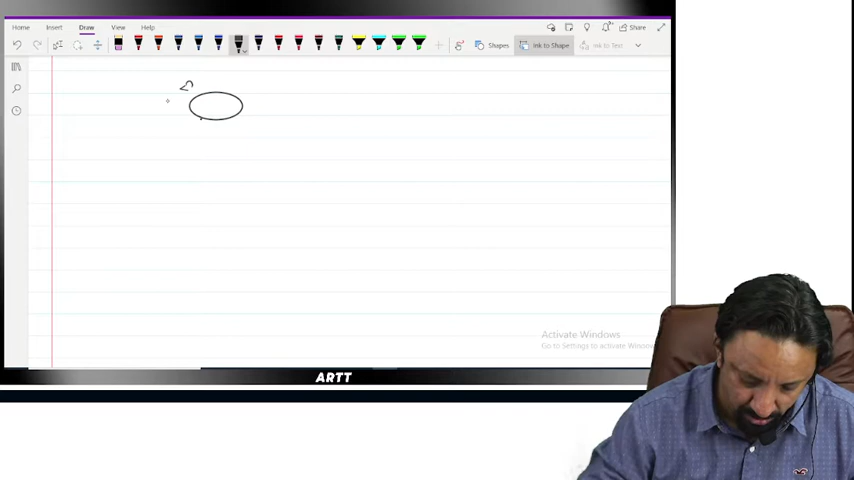 Home Insert Draw View Help Share
Shapes Ink to Shape Ink to Text
Activate Windows
Go to Settings to activate Windows
ARTT